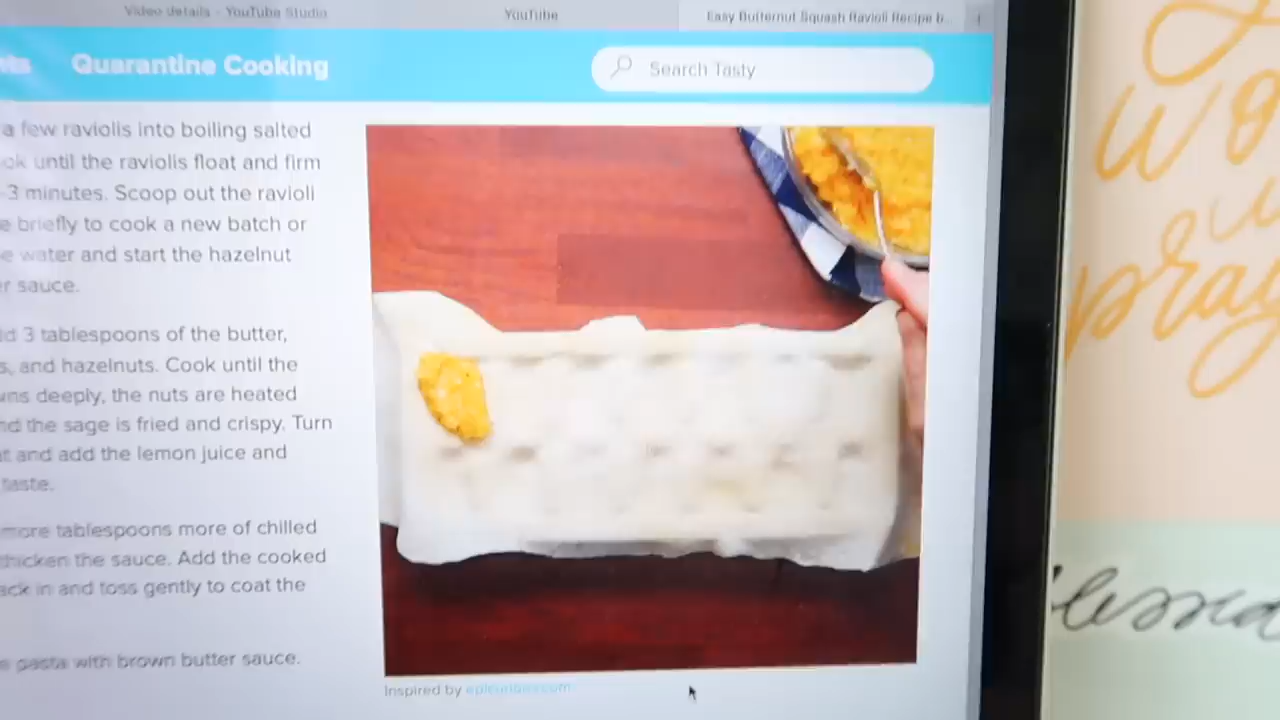 Video details - YouTube Studio
YouTube
Easy Butternut Squash Ravioli Recipe b...
Quarantine Cooking
Search Tasty
a few raviolis into boiling salted
until the raviolis float and firm
-3 minutes. Scoop out the ravioli
briefly to cook a new batch or
water and start the hazelnut
sauce.
3 tablespoons of the butter,
and hazelnuts. Cook until the
deeply, the nuts are heated
the sage is fried and crispy. Turn
and add the lemon juice and
taste.
more tablespoons more of chilled
thicken the sauce. Add the cooked
in and toss gently to coat the
pasta with brown butter sauce.
Inspired by epicurious.com